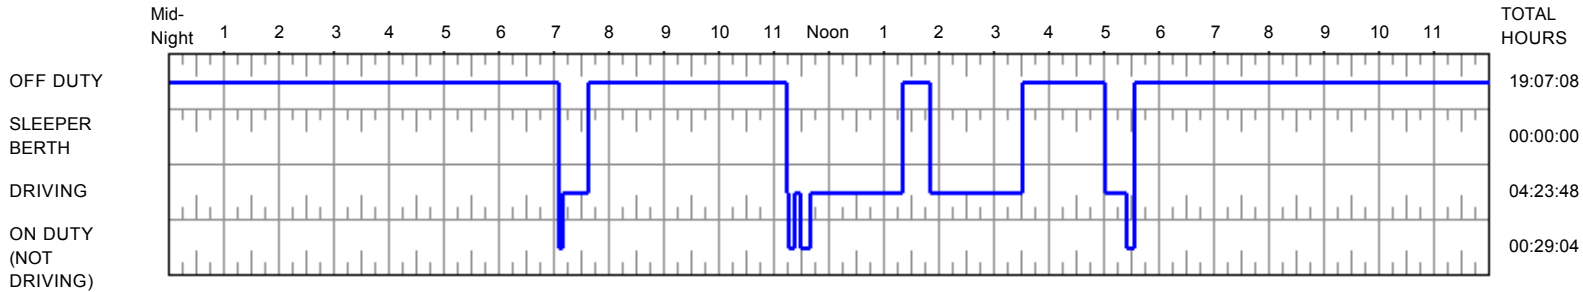 Mid-
Night 1 2 3 4 5 6 7 8 9 10 11 Noon 1 2 3 4 5 6 7 8 9 10 11
TOTAL
HOURS
OFF DUTY 19:07:08
SLEEPER
BERTH 00:00:00
DRIVING 04:23:48
ON DUTY
(NOT
DRIVING) 00:29:04